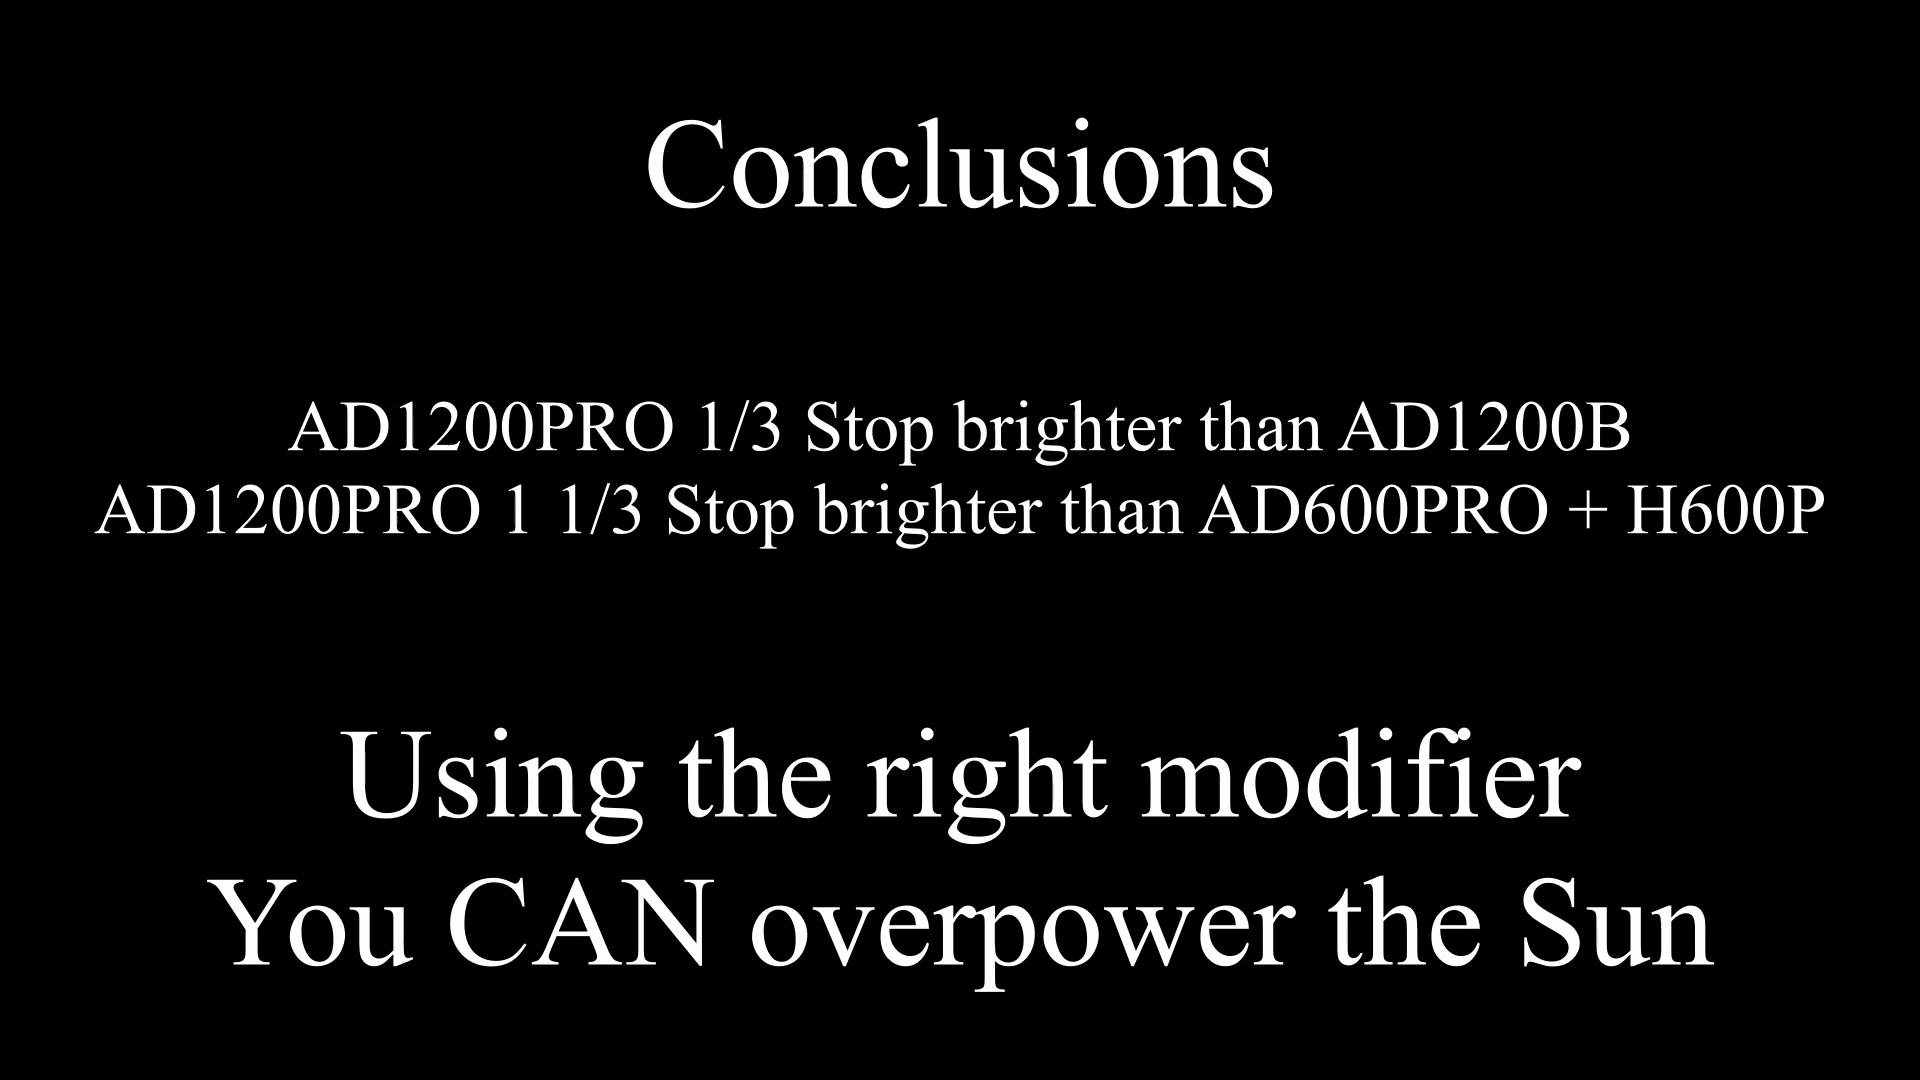 Conclusions
AD1200PRO 1/3 Stop brighter than AD1200B
AD1200PRO 1 1/3 Stop brighter than AD600PRO + H600P
Using the right modifier
You CAN overpower the Sun